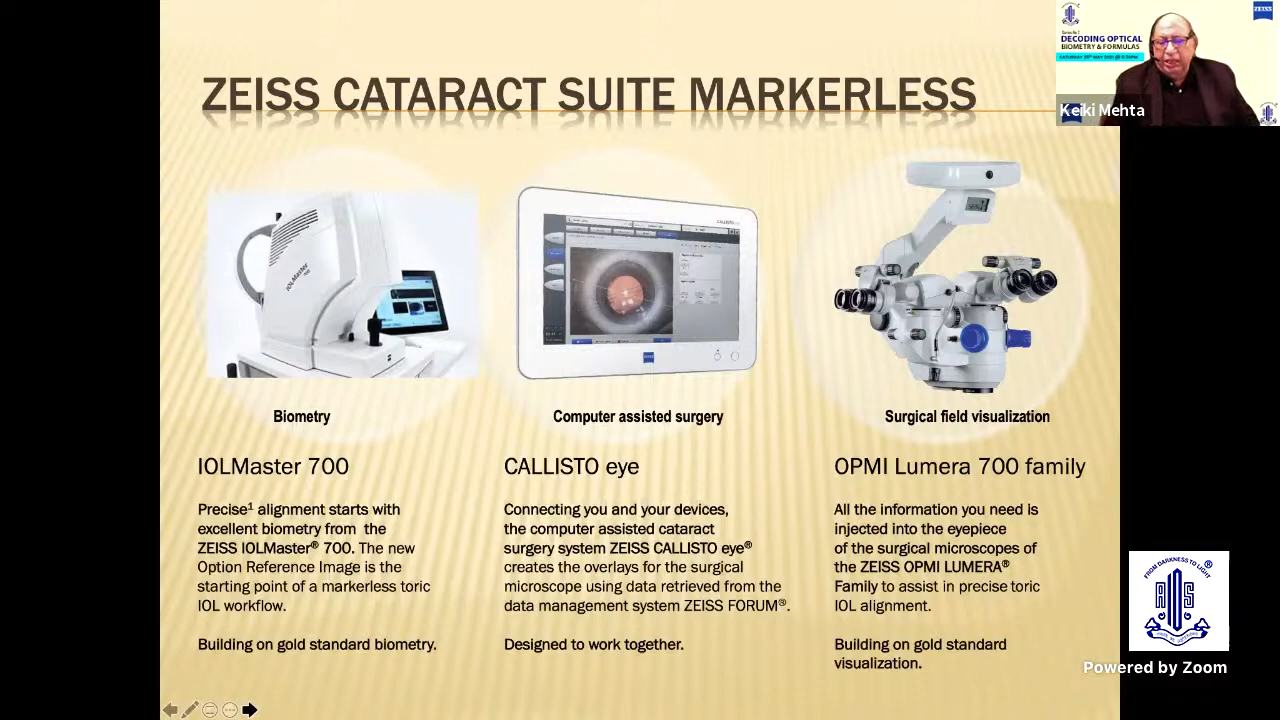 ZEISS CATARACT SUITE MARKERLESS
DECODING OPTICAL
BIOMETRY & FORMULAS
Keiki Mehta
ZEISS
IOLMaster
700
CALLISTO eye
Biometry
Computer assisted surgery
Surgical field visualization
IOLMaster 700
Precise¹ alignment starts with
excellent biometry from the
ZEISS IOLMaster® 700. The new
Option Reference Image is the
starting point of a markerless toric
IOL workflow.
Building on gold standard biometry.
CALLISTO eye
Connecting you and your devices,
the computer assisted cataract
surgery system ZEISS CALLISTO eye®
creates the overlays for the surgical
microscope using data retrieved from the
data management system ZEISS FORUM®.
Designed to work together.
OPMI Lumera 700 family
All the information you need is
injected into the eyepiece
of the surgical microscopes of
the ZEISS OPMI LUMERA®
Family to assist in precise toric
IOL alignment.
Building on gold standard
visualization.
FROM DARKNESS TO LIGHT ®
Powered by Zoom